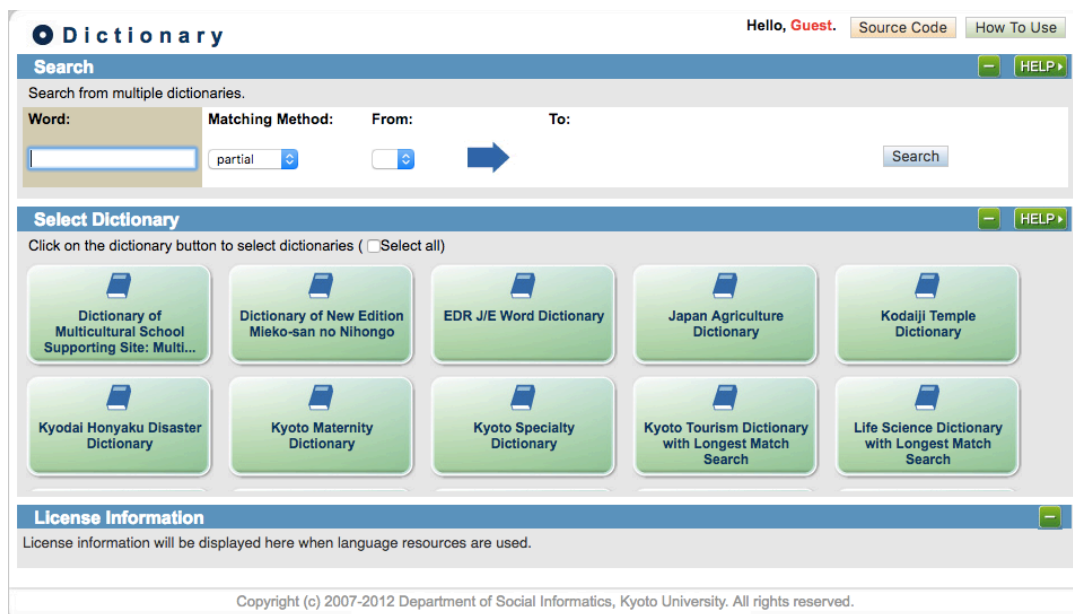 Dictionary
Hello, Guest. Source Code How To Use
Search − HELP
Search from multiple dictionaries.
Word: Matching Method: From: To:
partial Search
Select Dictionary − HELP
Click on the dictionary button to select dictionaries ( Select all)
Dictionary of
Multicultural School
Supporting Site: Multi...
Dictionary of New Edition
Mieko-san no Nihongo
EDR J/E Word Dictionary
Japan Agriculture
Dictionary
Kodaiji Temple
Dictionary
Kyodai Honyaku Disaster
Dictionary
Kyoto Maternity
Dictionary
Kyoto Specialty
Dictionary
Kyoto Tourism Dictionary
with Longest Match
Search
Life Science Dictionary
with Longest Match
Search
License Information −
License information will be displayed here when language resources are used.
Copyright (c) 2007-2012 Department of Social Informatics, Kyoto University. All rights reserved.